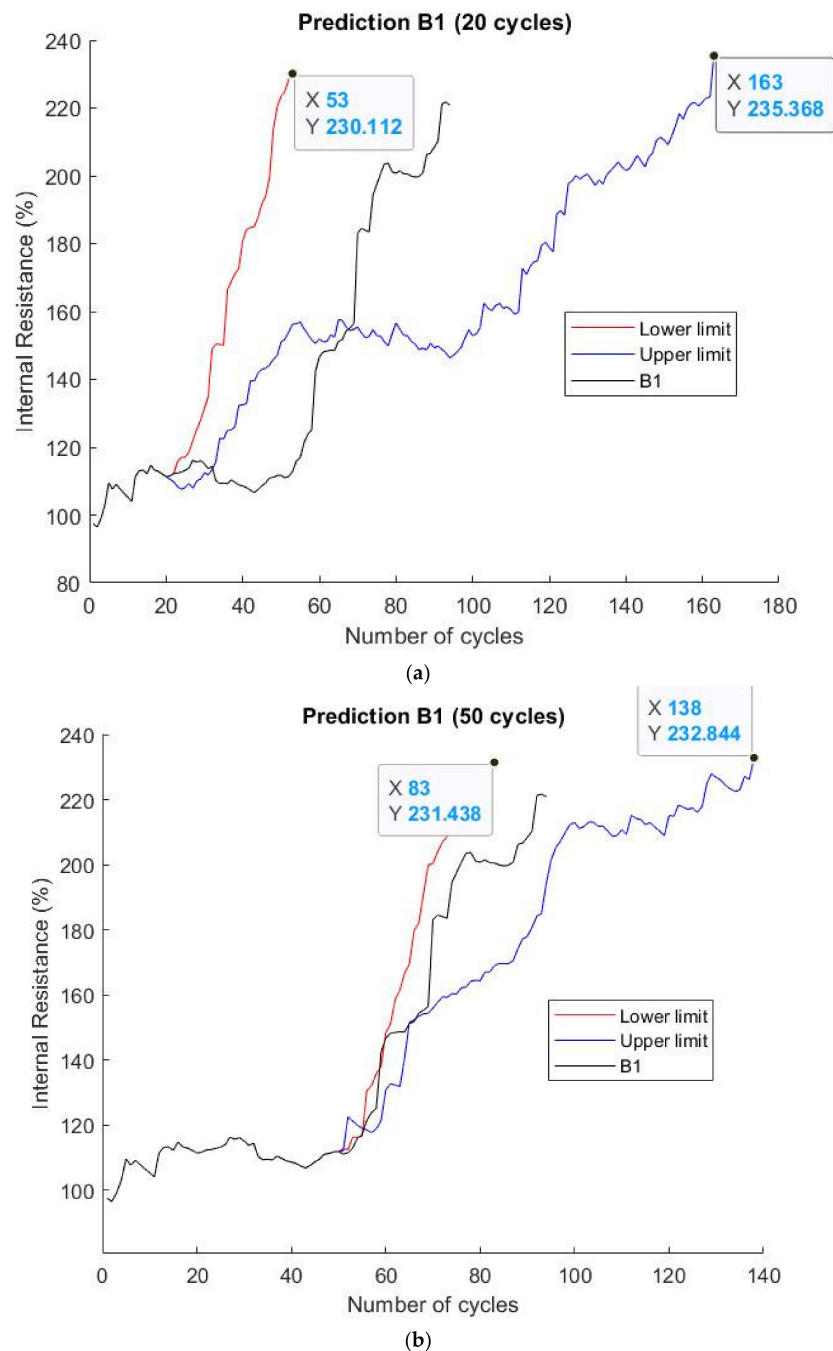 Prediction B1 (20 cycles)
240
220
200
180
160
140
120
100
80
Internal Resistance (%)
X 53
Y 230.112
X 163
Y 235.368
Lower limit
Upper limit
B1
0 20 40 60 80 100 120 140 160 180
Number of cycles
(a)
Prediction B1 (50 cycles)
240
220
200
180
160
140
120
100
Internal Resistance (%)
X 138
Y 232.844
X 83
Y 231.438
Lower limit
Upper limit
B1
0 20 40 60 80 100 120 140
Number of cycles
(b)